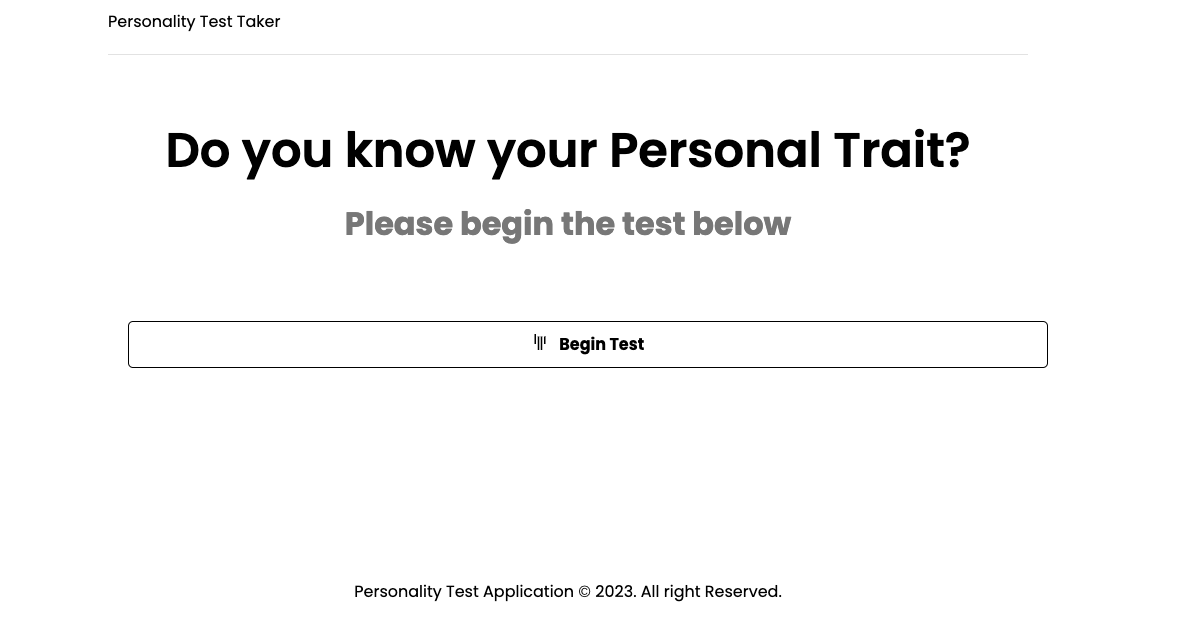 Personality Test Taker
Do you know your Personal Trait?
Please begin the test below
Begin Test
Personality Test Application © 2023. All right Reserved.